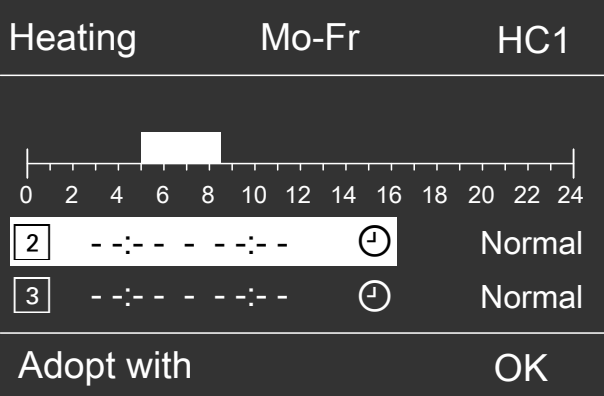 Heating Mo-Fr HC1
0 2 4 6 8 10 12 14 16 18 20 22 24
2 - -:- - - - -:- - Normal
3 - -:- - - - -:- - Normal
Adopt with OK